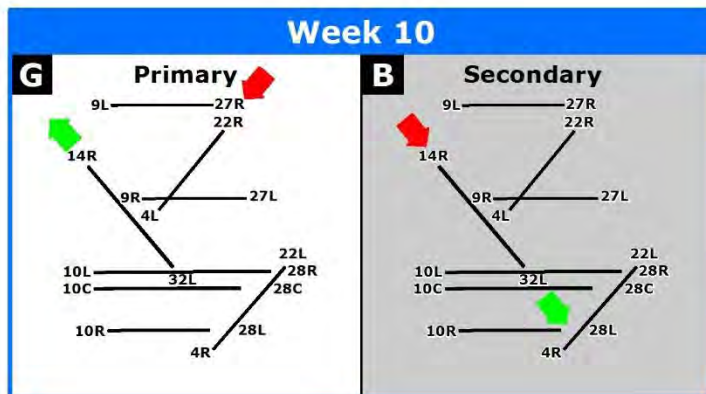 Week 10
G Primary
9L 27R
22R
14R
9R 27L
4L
22L
10L 28R
32L
10C 28C
10R 28L
4R
B Secondary
9L 27R
22R
14R
9R 27L
4L
22L
10L 28R
32L
10C 28C
10R 28L
4R